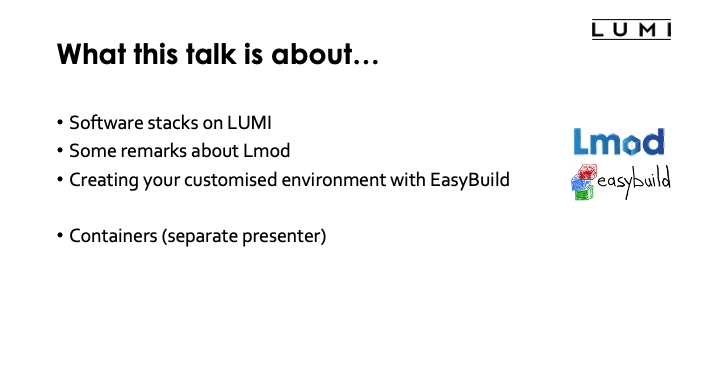 LUMI
What this talk is about…
• Software stacks on LUMI
• Some remarks about Lmod
• Creating your customised environment with EasyBuild
• Containers (separate presenter)
Lmod
easybuild